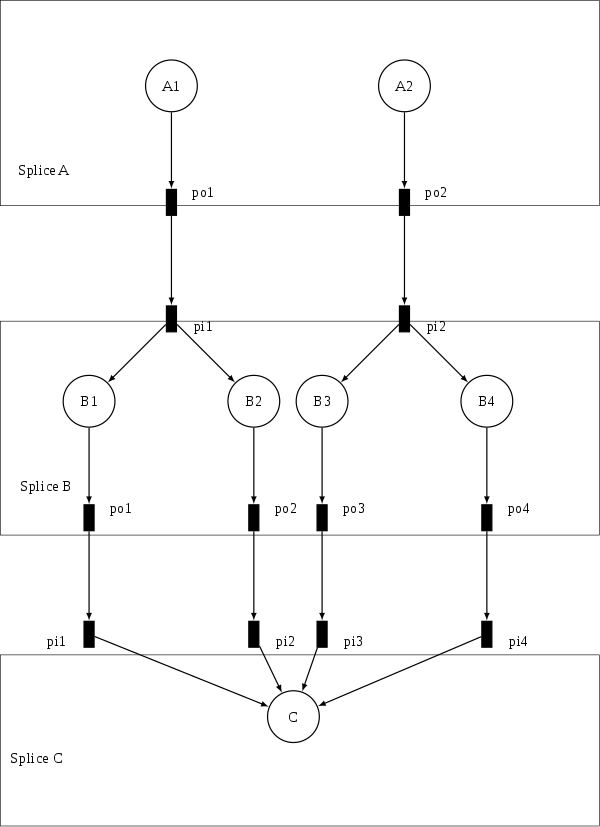 A1
A2
Splice A
po1
po2
pi1
pi2
B1
B2
B3
B4
Splice B
po1
po2
po3
po4
pi1
pi2
pi3
pi4
C
Splice C